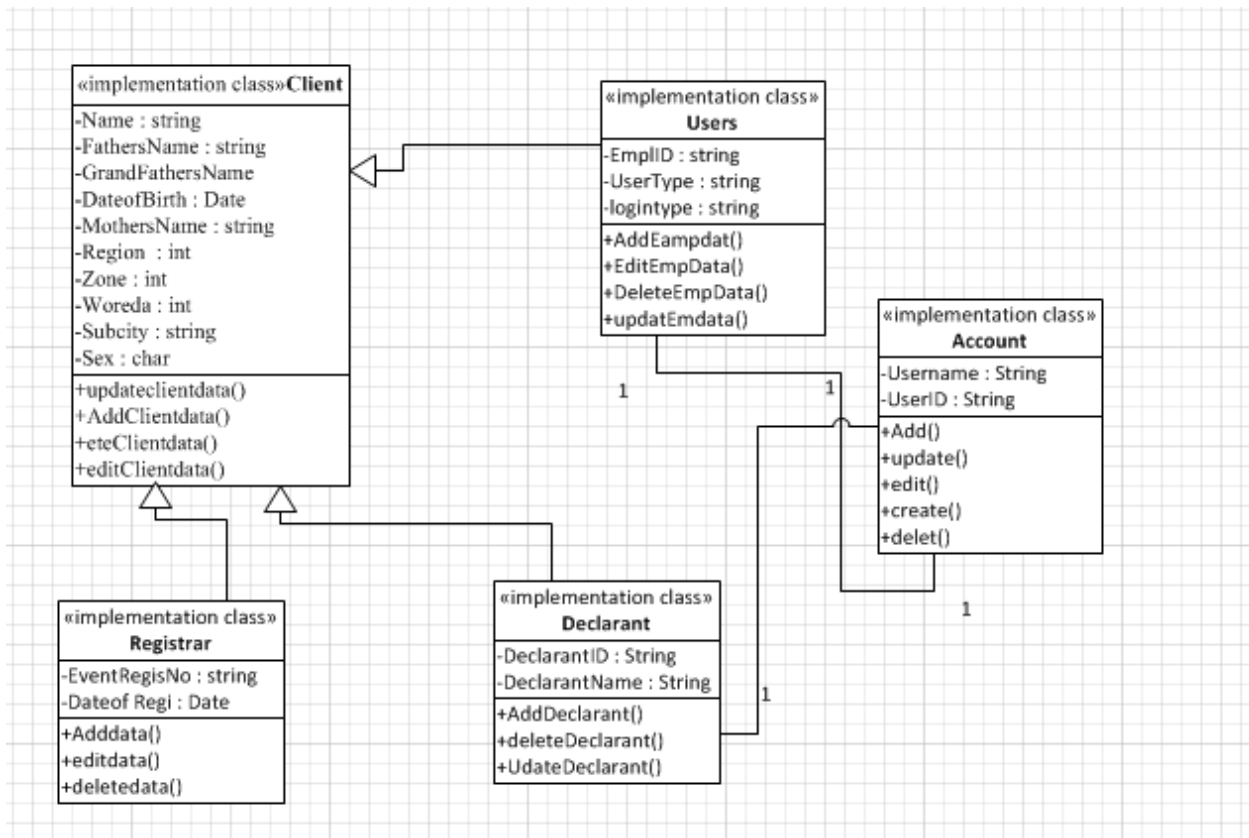 «implementation class»Client
-Name : string
-FathersName : string
-GrandFathersName
-DateofBirth : Date
-MothersName : string
-Region : int
-Zone : int
-Woreda : int
-Subcity : string
-Sex : char
+updateclientdata()
+AddClientdata()
+eteClientdata()
+editClientdata()
«implementation class»
Users
-EmplID : string
-UserType : string
-logintype : string
+AddEampdat()
+EditEmpData()
+DeleteEmpData()
+updatEmdata()
1
1
«implementation class»
Account
-Username : String
-UserID : String
+Add()
+update()
+edit()
+create()
+delet()
1
«implementation class»
Registrar
-EventRegisNo : string
-Dateof Regi : Date
+Adddata()
+editdata()
+deletedata()
«implementation class»
Declarant
-DeclarantID : String
-DeclarantName : String
+AddDeclarant()
+deleteDeclarant()
+UdateDeclarant()
1